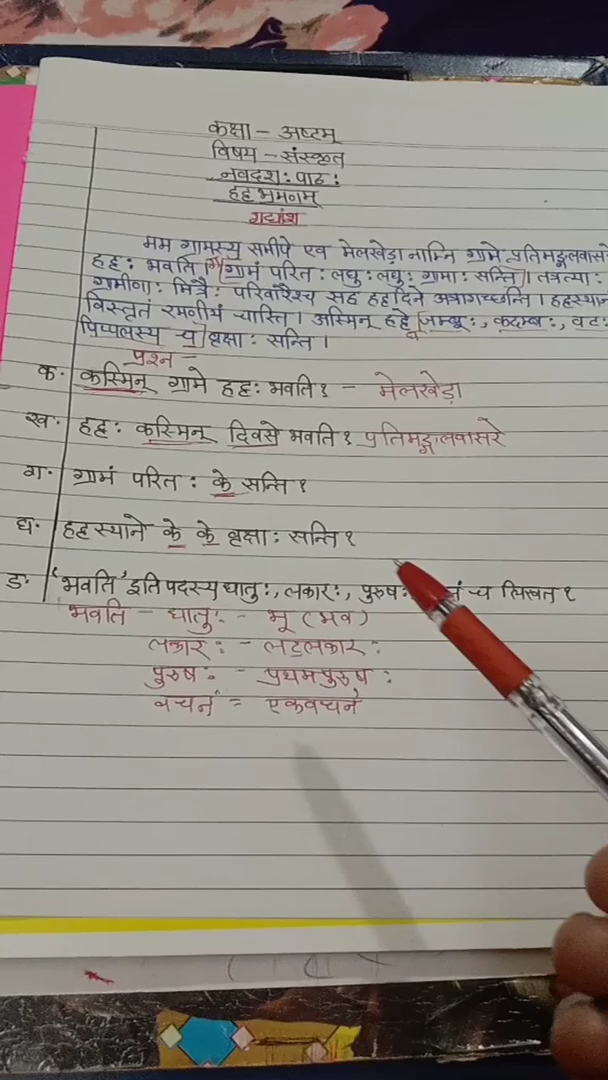 कक्षा - अष्टम्
विषय - संस्कृत
नवदशः पाठः
हट्टभ्रमणम्
गद्यांश
मम ग्रामस्य समीपे एव मेलखेड़ा नाम्नि ग्रामे प्रतिमङ्गलवासरे
हट्टः भवति। ग्रामं परितः लघुः लघुः ग्रामाः सन्ति। तत्रत्याः
ग्रामीणाः मित्रैः परिवारैश्च सह हट्टदिने अत्रागच्छन्ति। हट्टस्थानं
विस्तृतं रमणीयं चास्ति। अस्मिन् हट्टे जम्बूः, कदम्बः, वटः
पिप्पलस्य च वृक्षाः सन्ति।
प्रश्न -
क. कस्मिन् ग्रामे हट्टः भवति? - मेलखेड़ा
ख. हट्टः कस्मिन् दिवसे भवति? प्रतिमङ्गलवासरे
ग. ग्रामं परितः के सन्ति?
घ. हट्टस्थाने के के वृक्षाः सन्ति?
ङ. 'भवति' इति पदस्य धातुः, लकारः, पुरुषः च लिखत?
भवति - धातुः - भू (भव)
लकारः - लट्लकारः
पुरुषः - प्रथमपुरुषः
वचनं = एकवचनं